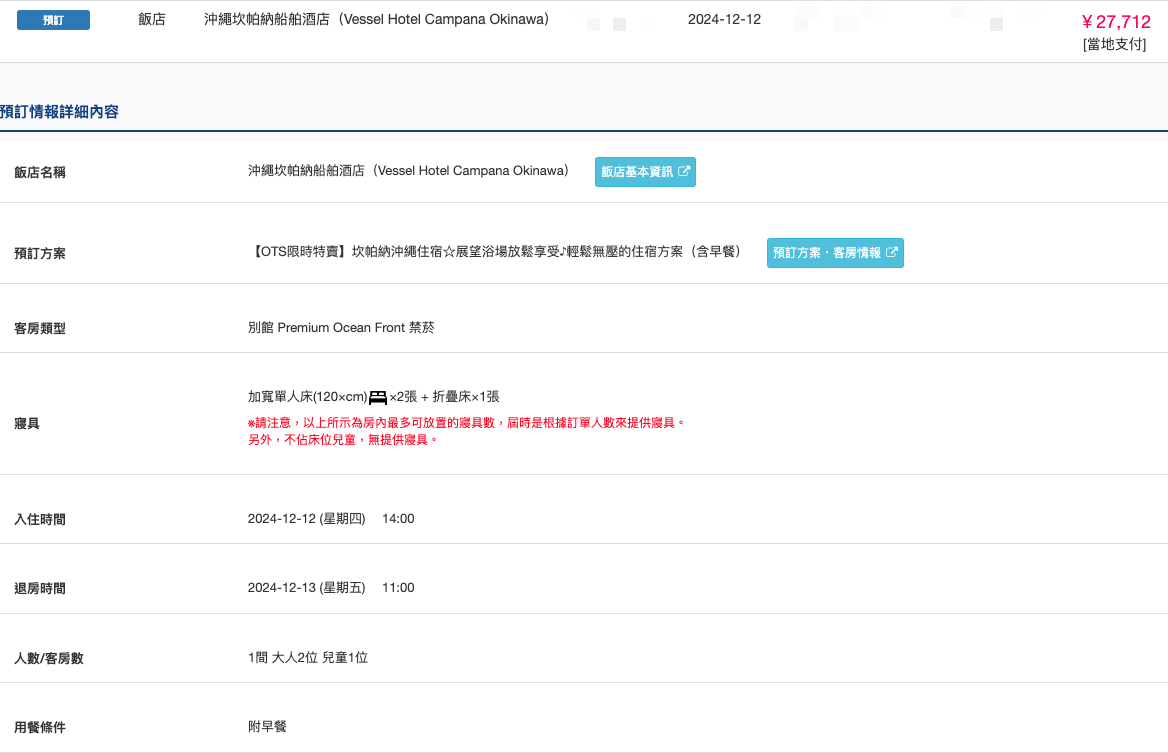 預訂 飯店 沖繩坎帕納船舶酒店（Vessel Hotel Campana Okinawa） 2024-12-12 ¥ 27,712
[當地支付]
預訂情報詳細內容
飯店名稱 沖繩坎帕納船舶酒店（Vessel Hotel Campana Okinawa） 飯店基本資訊
預訂方案 【OTS限時特賣】坎帕納沖繩住宿☆展望浴場放鬆享受♪輕鬆無壓的住宿方案（含早餐） 預訂方案・客房情報
客房類型 別館 Premium Ocean Front 禁菸
寢具 加寬單人床(120×cm) ×2張 + 折疊床×1張
※請注意，以上所示為房內最多可放置的寢具數，屆時是根據訂單人數來提供寢具。
另外，不佔床位兒童，無提供寢具。
入住時間 2024-12-12 (星期四) 14:00
退房時間 2024-12-13 (星期五) 11:00
人數/客房數 1間 大人2位 兒童1位
用餐條件 附早餐